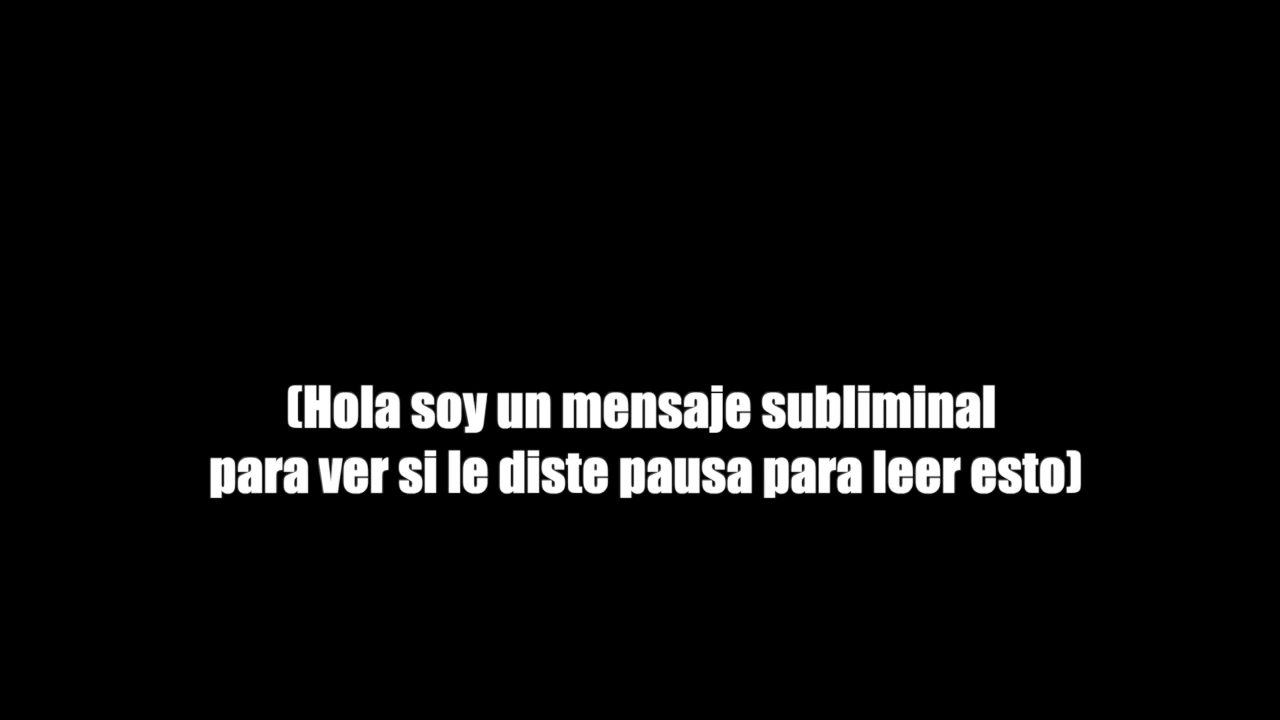 (Hola soy un mensaje subliminal
para ver si le diste pausa para leer esto)